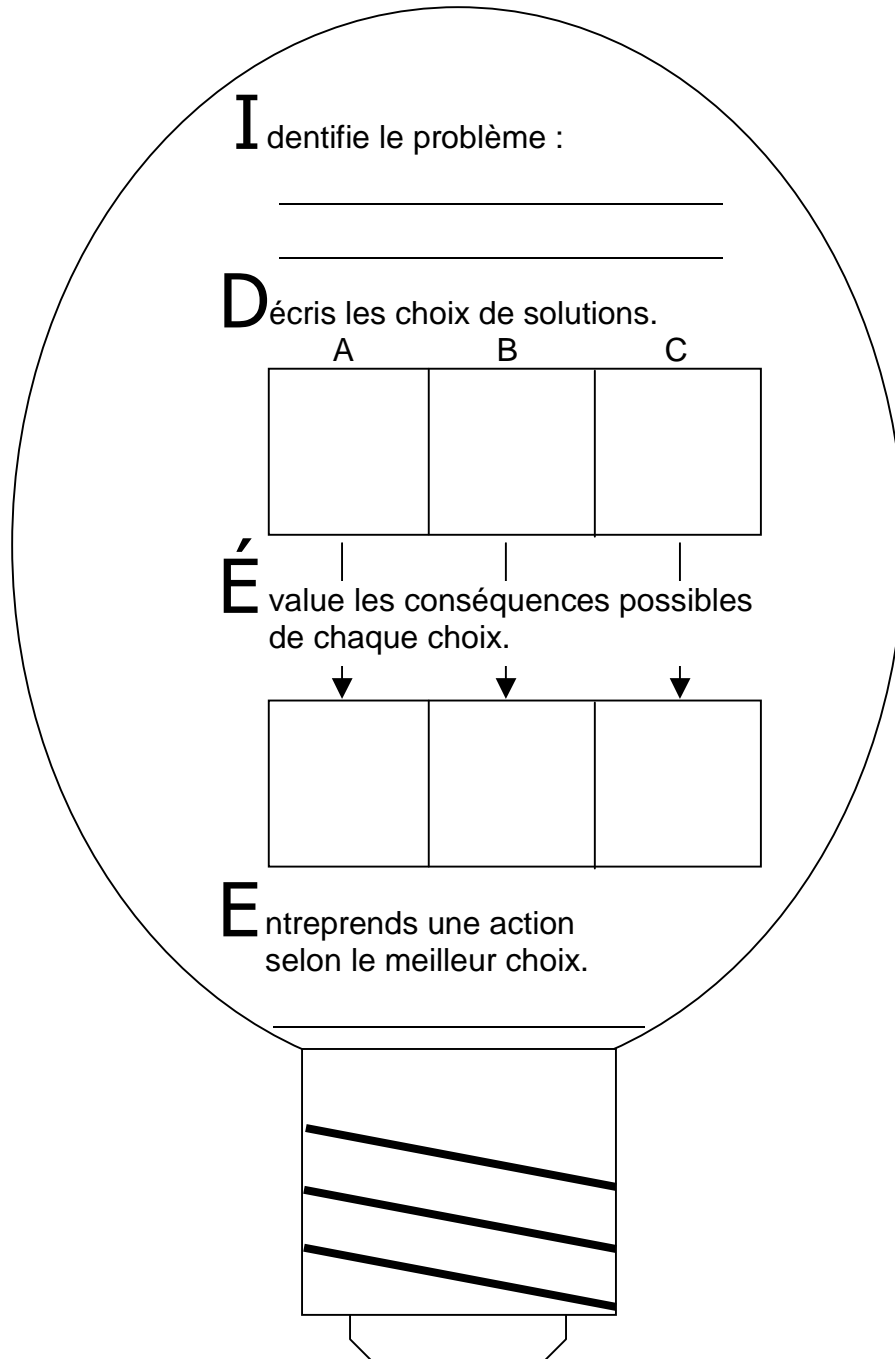 Identifie le problème :
Décris les choix de solutions.
A B C
Évalue les conséquences possibles
de chaque choix.
Entreprends une action
selon le meilleur choix.